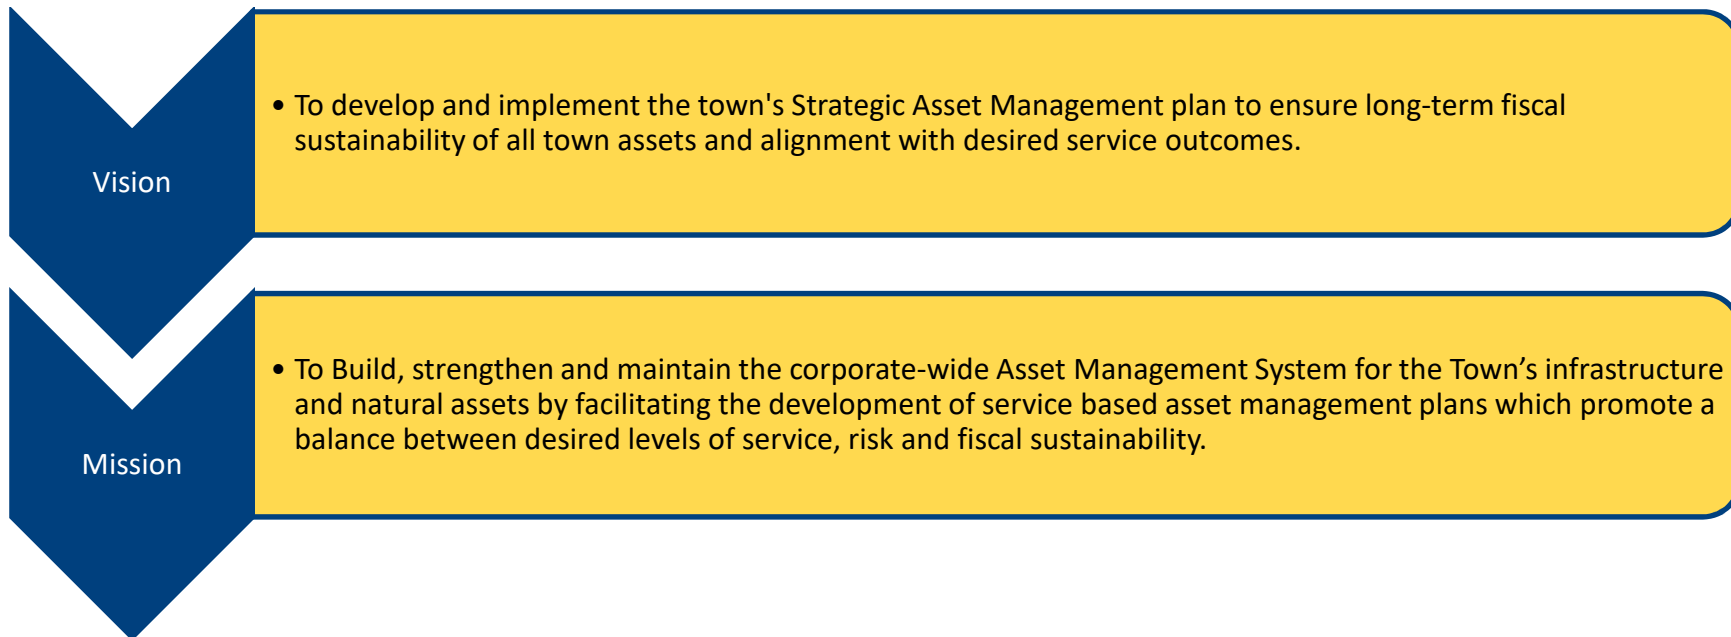 Vision
• To develop and implement the town's Strategic Asset Management plan to ensure long-term fiscal
sustainability of all town assets and alignment with desired service outcomes.
Mission
• To Build, strengthen and maintain the corporate-wide Asset Management System for the Town’s infrastructure
and natural assets by facilitating the development of service based asset management plans which promote a
balance between desired levels of service, risk and fiscal sustainability.